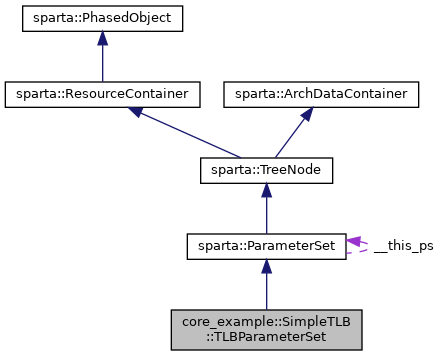 sparta::PhasedObject
sparta::ResourceContainer
sparta::ArchDataContainer
sparta::TreeNode
sparta::ParameterSet
__this_ps
core_example::SimpleTLB
::TLBParameterSet